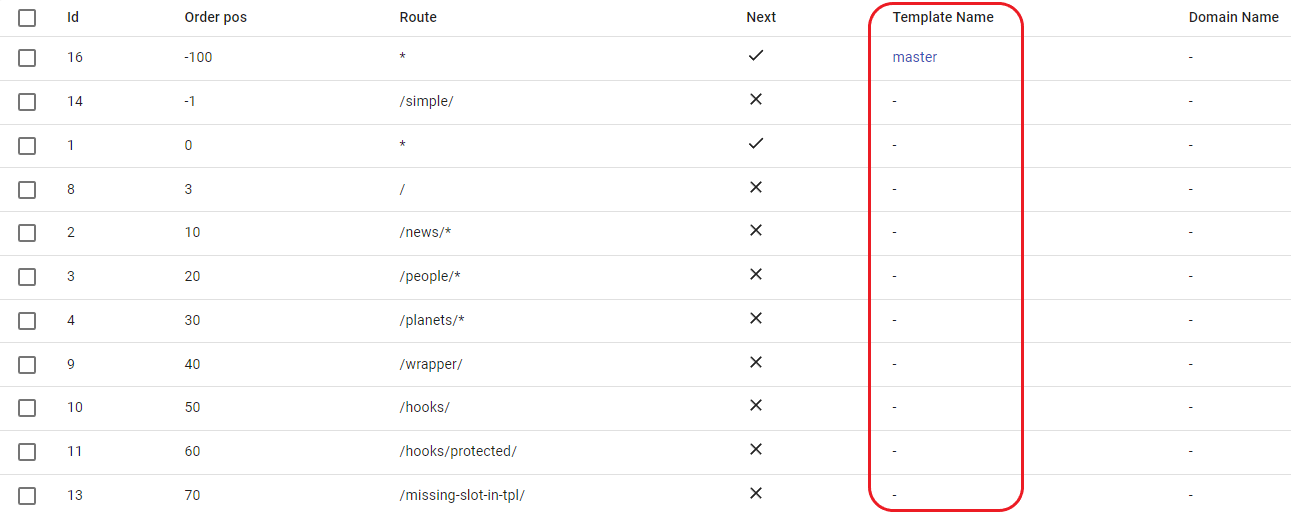 Id Order pos Route Next Template Name Domain Name
16 -100 * master -
14 -1 /simple/ - -
1 0 * - -
8 3 / - -
2 10 /news/* - -
3 20 /people/* - -
4 30 /planets/* - -
9 40 /wrapper/ - -
10 50 /hooks/ - -
11 60 /hooks/protected/ - -
13 70 /missing-slot-in-tpl/ - -